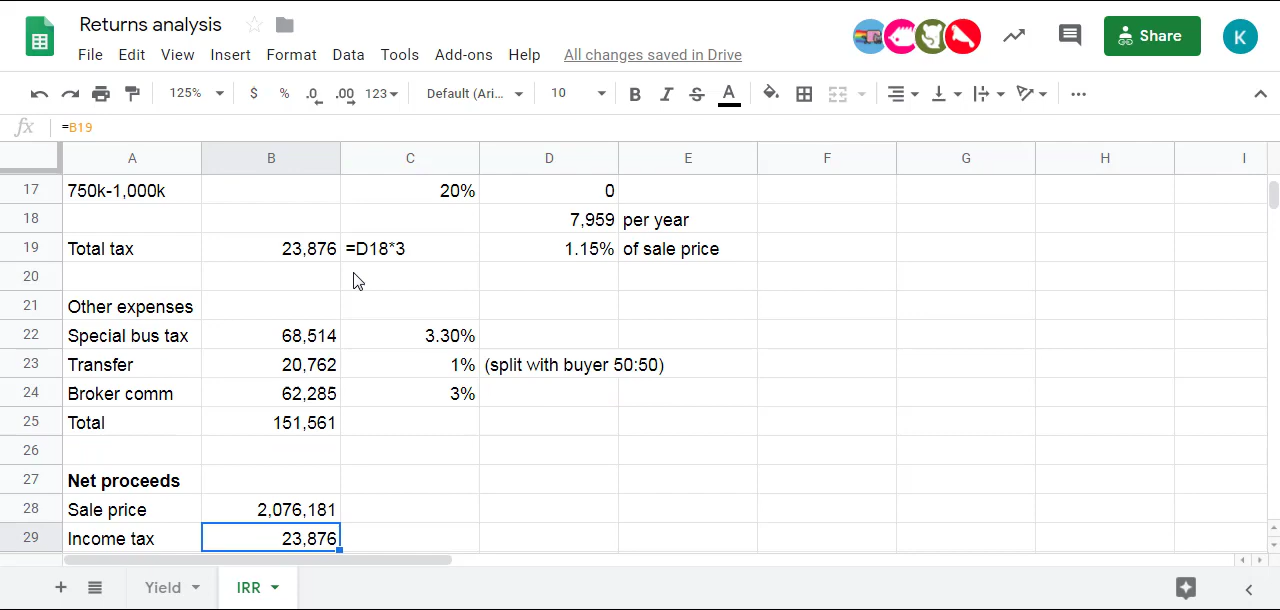 Returns analysis
File Edit View Insert Format Data Tools Add-ons Help All changes saved in Drive
Share
K
125% $ % .0 .00 123 Default (Ari... 10 B I S A
fx =B19
A B C D E F G H I
17 750k-1,000k 20% 0
18 7,959 per year
19 Total tax 23,876 =D18*3 1.15% of sale price
20
21 Other expenses
22 Special bus tax 68,514 3.30%
23 Transfer 20,762 1% (split with buyer 50:50)
24 Broker comm 62,285 3%
25 Total 151,561
26
27 Net proceeds
28 Sale price 2,076,181
29 Income tax 23,876
Yield IRR